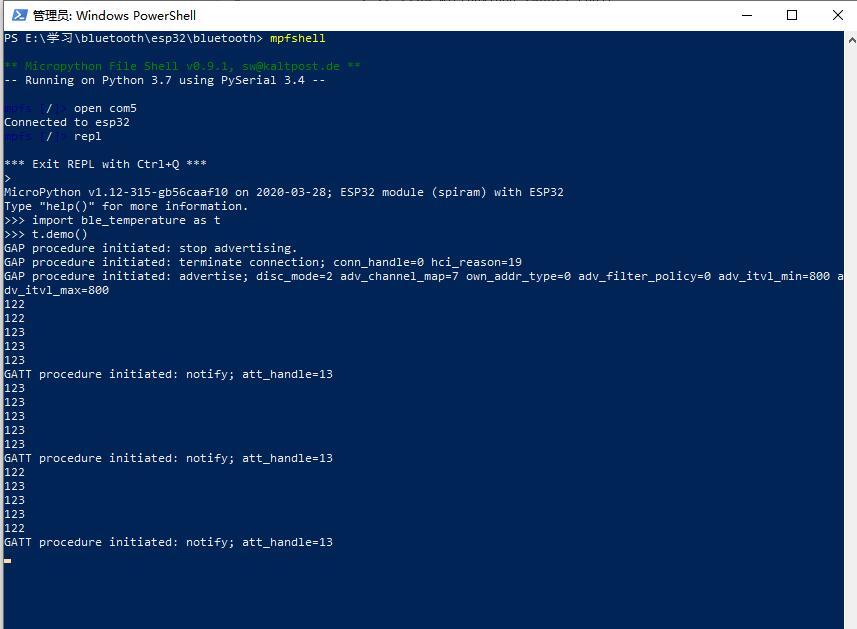 管理员: Windows PowerShell
PS E:\学习\bluetooth\esp32\bluetooth> mpfshell
** Micropython File Shell v0.9.1, sw@kaltpost.de **
-- Running on Python 3.7 using PySerial 3.4 --
mpfs [/]> open com5
Connected to esp32
mpfs [/]> repl
*** Exit REPL with Ctrl+Q ***
>
MicroPython v1.12-315-gb56caaf10 on 2020-03-28; ESP32 module (spiram) with ESP32
Type "help()" for more information.
>>> import ble_temperature as t
>>> t.demo()
GAP procedure initiated: stop advertising.
GAP procedure initiated: terminate connection; conn_handle=0 hci_reason=19
GAP procedure initiated: advertise; disc_mode=2 adv_channel_map=7 own_addr_type=0 adv_filter_policy=0 adv_itvl_min=800 a
dv_itvl_max=800
122
122
123
123
123
GATT procedure initiated: notify; att_handle=13
123
123
123
123
123
GATT procedure initiated: notify; att_handle=13
122
123
123
123
122
GATT procedure initiated: notify; att_handle=13